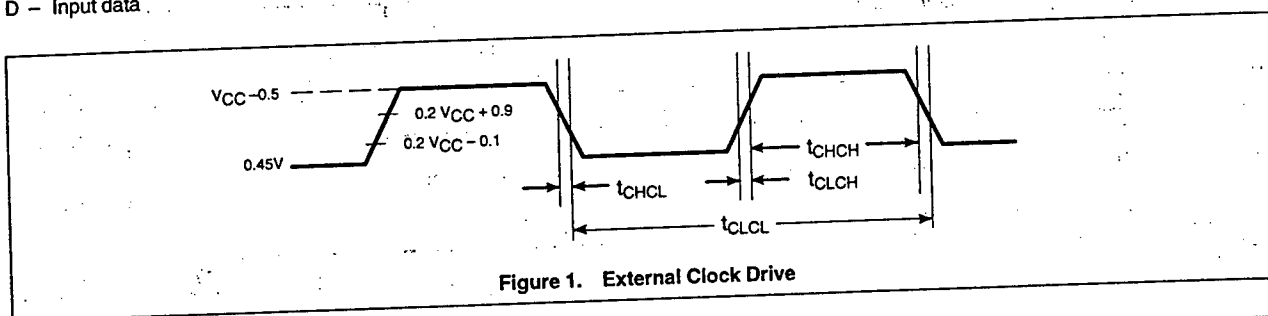 D – Input data
VCC–0.5
0.2 VCC + 0.9
0.2 VCC – 0.1
0.45V
tCHCH
tCHCL
tCLCH
tCLCL
Figure 1. External Clock Drive